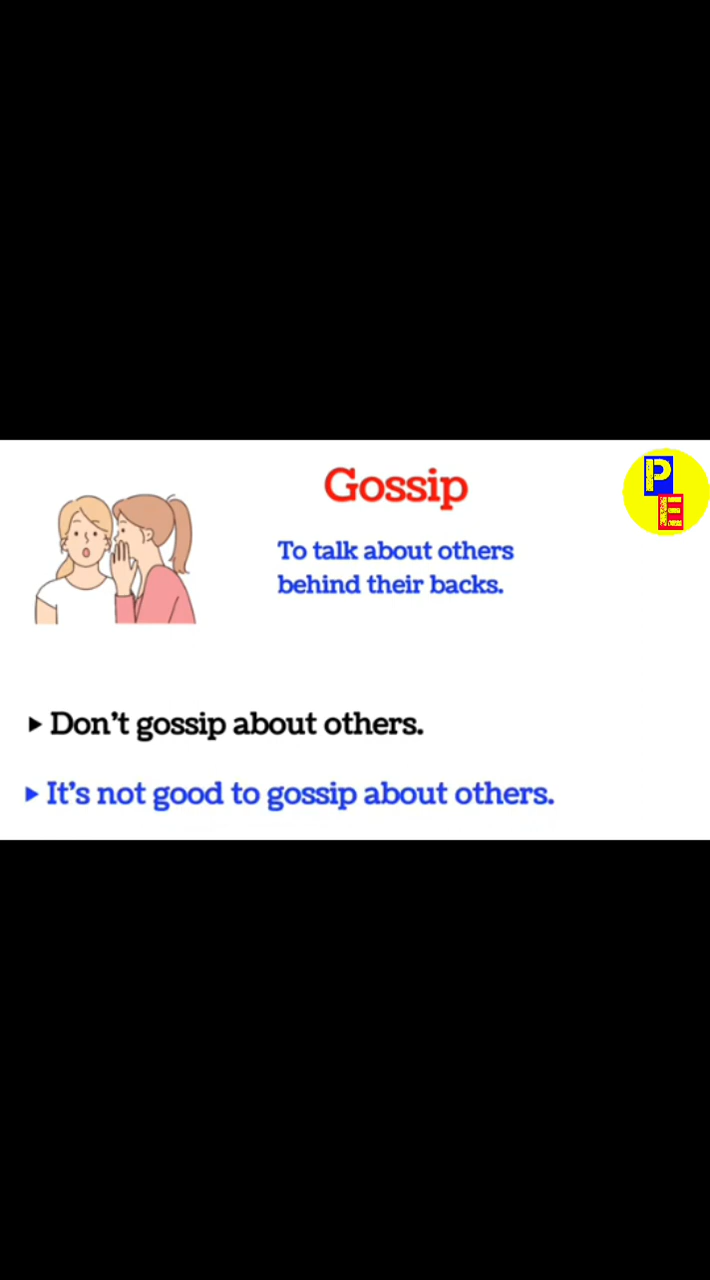 Gossip
P
E
To talk about others
behind their backs.
▸ Don't gossip about others.
▸ It's not good to gossip about others.